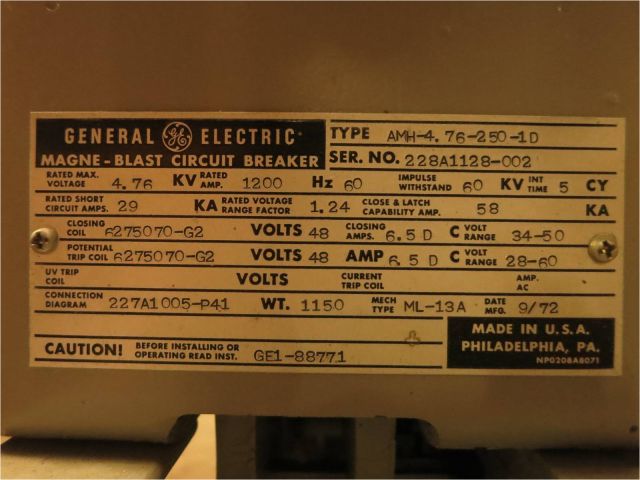 GENERAL GE ELECTRIC
MAGNE-BLAST CIRCUIT BREAKER
TYPE AMH-4.76-250-1D
SER. NO. 228A1128-002
RATED MAX. VOLTAGE 4.76 KV RATED AMP. 1200 Hz 60 IMPULSE WITHSTAND 60 KV INT TIME 5 CY
RATED SHORT CIRCUIT AMPS. 29 KA RATED VOLTAGE RANGE FACTOR 1.24 CLOSE & LATCH CAPABILITY AMP. 58 KA
CLOSING COIL 6275070-G2 VOLTS 48 CLOSING AMPS. 6.5 D C VOLT RANGE 34-50
POTENTIAL TRIP COIL 6275070-G2 VOLTS 48 AMP 6.5 D C VOLT RANGE 28-60
UV TRIP COIL VOLTS CURRENT TRIP COIL AMP. AC
CONNECTION DIAGRAM 227A1005-P41 WT. 1150 MECH TYPE ML-13A DATE MFG. 9/72
CAUTION! BEFORE INSTALLING OR OPERATING READ INST. GE1-88771
MADE IN U.S.A.
PHILADELPHIA, PA.
NP0208A8071